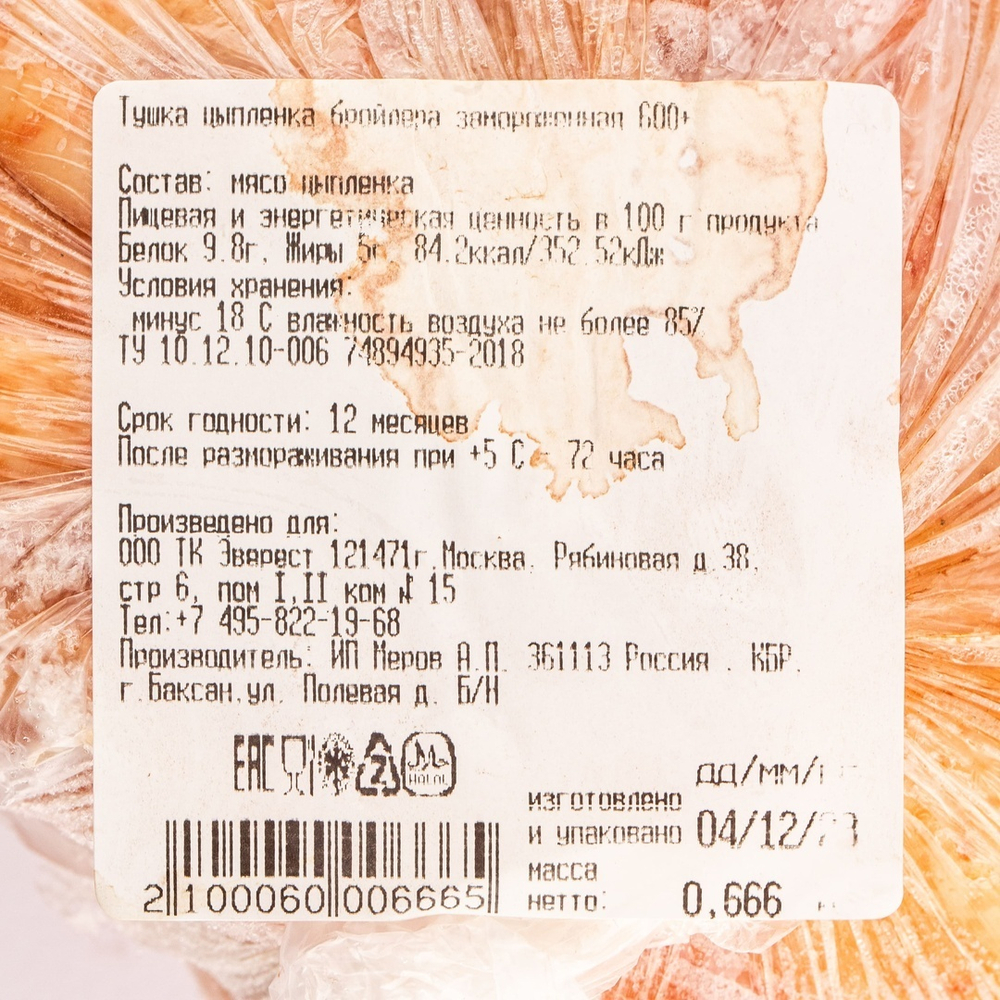 Тушка цыпленка бройлера замороженная 600+
Состав: мясо цыпленка
Пищевая и энергетическая ценность в 100 г продукта
Белок 9.8г, Жиры 5г, 84.2ккал/352.52кДж
Условия хранения:
минус 18 С влажность воздуха не более 85%
ТУ 10.12.10-006 74894935-2018
Срок годности: 12 месяцев
После размораживания при +5 С - 72 часа
Произведено для:
ООО ТК Эверест 121471г.Москва, Рябиновая д.38,
стр 6, пом I,II ком № 15
Тел:+7 495-822-19-68
Производитель: ИП Меров А.П. 361113 Россия . КБР.
г.Баксан,ул. Полевая д. Б/Н
EAC 2 HALAL
дд/мм/
изготовлено
и упаковано 04/12/23
масса
нетто: 0,666
2 100060 006665